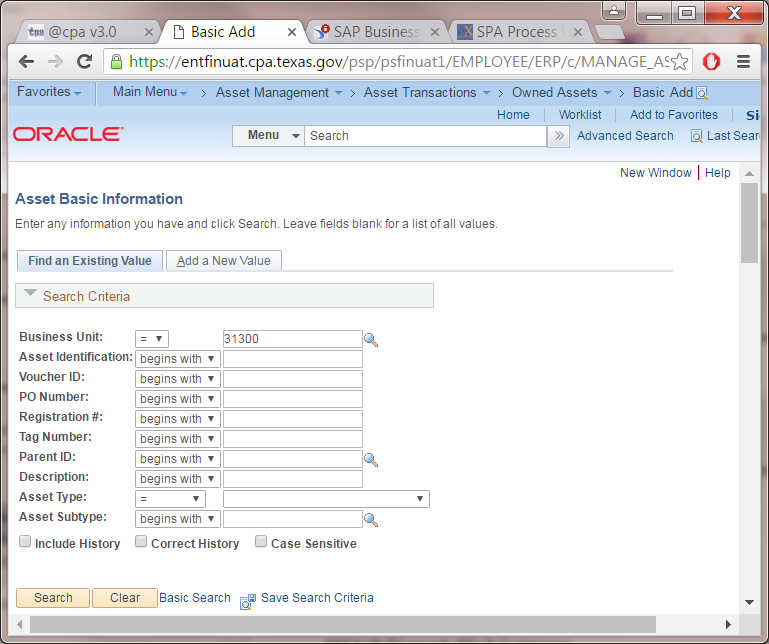 @cpa v3.0 Basic Add SAP Business SPA Process
https://entfinuat.cpa.texas.gov/psp/psfinuat1/EMPLOYEE/ERP/c/MANAGE_AS
Favorites Main Menu > Asset Management > Asset Transactions > Owned Assets > Basic Add
Home Worklist Add to Favorites Si
ORACLE Menu Search >> Advanced Search Last Sear
New Window Help
Asset Basic Information
Enter any information you have and click Search. Leave fields blank for a list of all values.
Find an Existing Value Add a New Value
Search Criteria
Business Unit: = 31300
Asset Identification: begins with
Voucher ID: begins with
PO Number: begins with
Registration #: begins with
Tag Number: begins with
Parent ID: begins with
Description: begins with
Asset Type: =
Asset Subtype: begins with
Include History Correct History Case Sensitive
Search Clear Basic Search Save Search Criteria